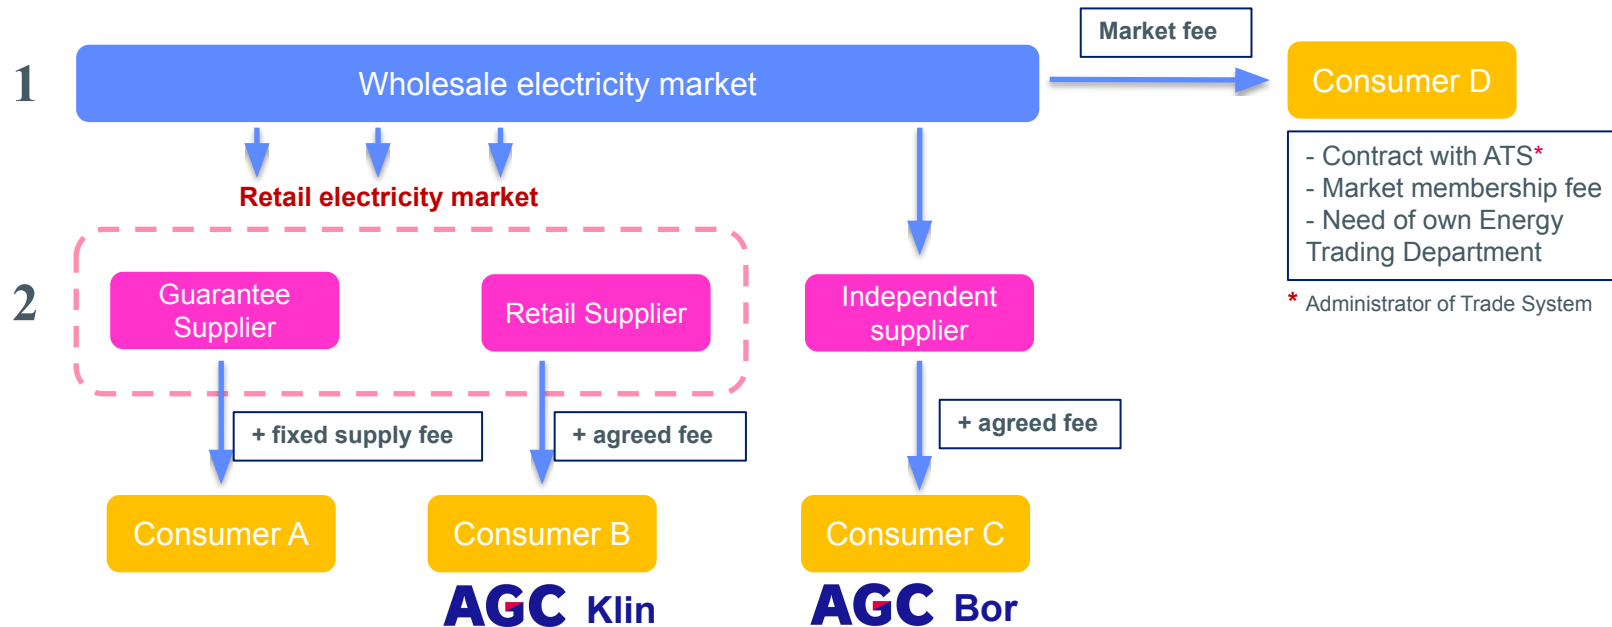 Market fee
1
Wholesale electricity market
Consumer D
- Contract with ATS*
- Market membership fee
- Need of own Energy
Trading Department
* Administrator of Trade System
Retail electricity market
2
Guarantee
Supplier
Retail Supplier
Independent
supplier
+ fixed supply fee
+ agreed fee
+ agreed fee
Consumer A
Consumer B
Consumer C
AGC Klin
AGC Bor